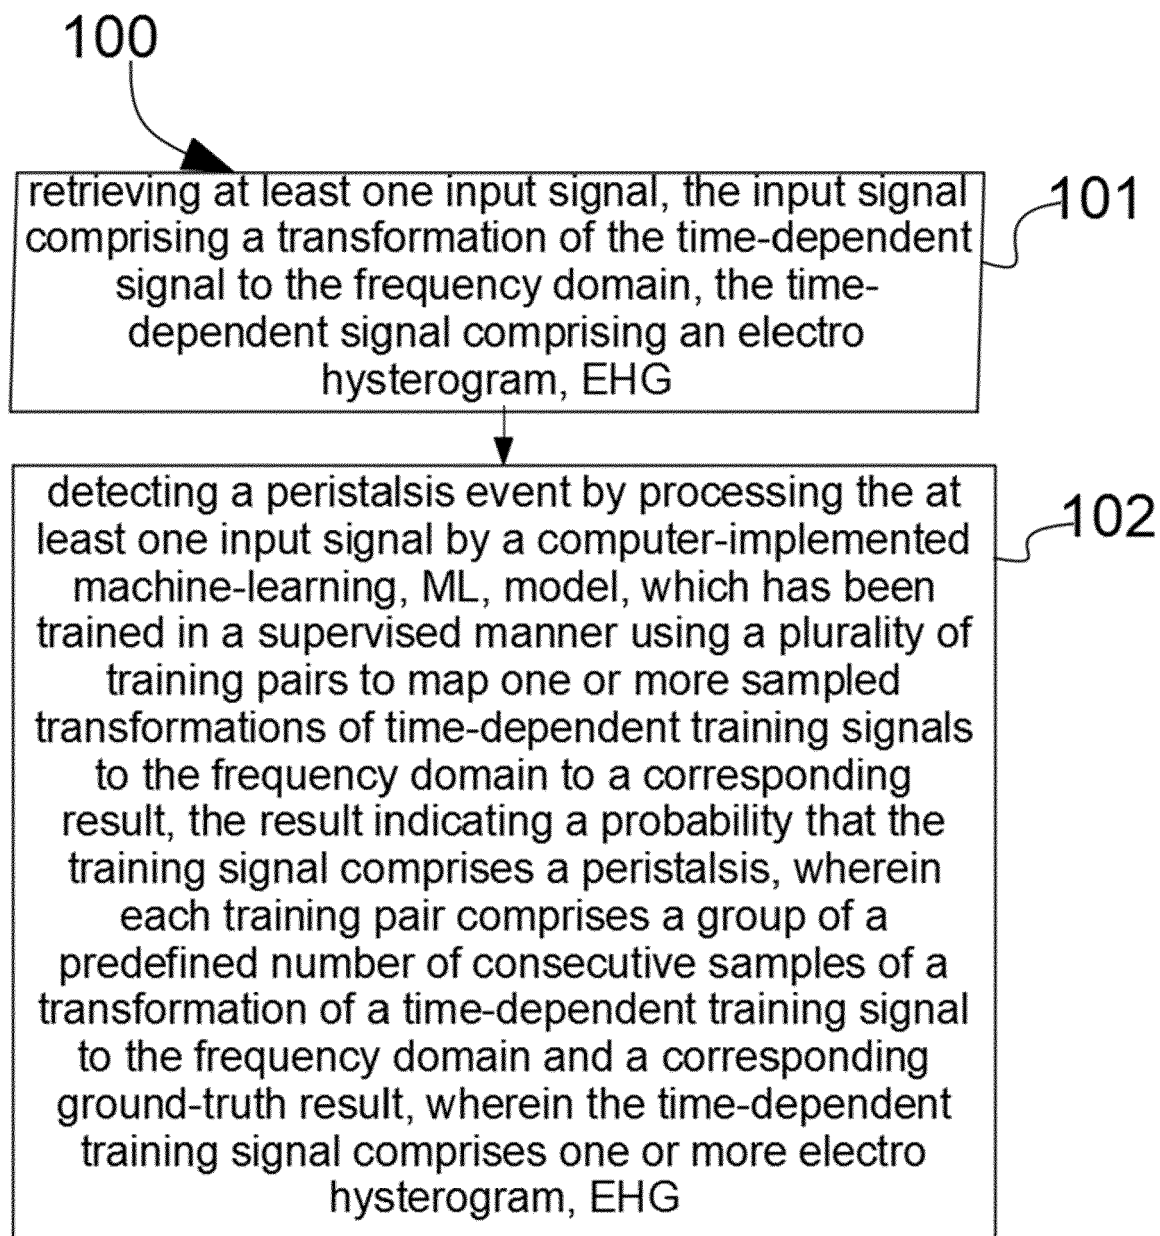 100
retrieving at least one input signal, the input signal
101
comprising a transformation of the time-dependent
signal to the frequency domain, the time-
dependent signal comprising an electro
hysterogram, EHG
detecting a peristalsis event by processing the at
102
least one input signal by a computer-implemented
machine-learning, ML, model, which has been
trained in a supervised manner using a plurality of
training pairs to map one or more sampled
transformations of time-dependent training signals
to the frequency domain to a corresponding
result, the result indicating a probability that the
training signal comprises a peristalsis, wherein
each training pair comprises a group of a
predefined number of consecutive samples of a
transformation of a time-dependent training signal
to the frequency domain and a corresponding
ground-truth result, wherein the time-dependent
training signal comprises one or more electro
hysterogram, EHG